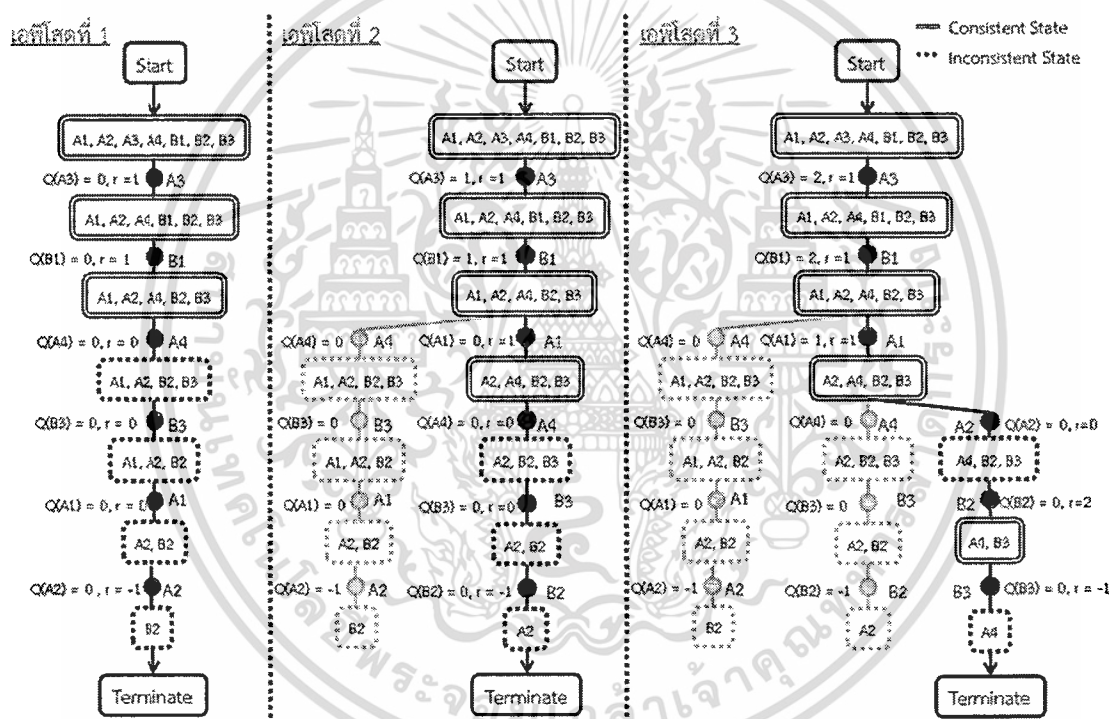 เอพิโสดที่ 1
Start
A1, A2, A3, A4, B1, B2, B3
Q(A3) = 0, r = 1 A3
A1, A2, A4, B1, B2, B3
Q(B1) = 0, r = 1 B1
A1, A2, A4, B2, B3
Q(A4) = 0, r = 0 A4
A1, A2, B2, B3
Q(B3) = 0, r = 0 B3
A1, A2, B2
Q(A1) = 0, r = 0 A1
A2, B2
Q(A2) = 0, r = -1 A2
B2
Terminate
เอพิโสดที่ 2
Start
A1, A2, A3, A4, B1, B2, B3
Q(A3) = 1, r = 1 A3
A1, A2, A4, B1, B2, B3
Q(B1) = 1, r = 1 B1
A1, A2, A4, B2, B3
Q(A4) = 0 A4 Q(A1) = 0, r = 1 A1
A1, A2, B2, B3 A2, A4, B2, B3
Q(B3) = 0 B3 Q(A4) = 0, r = 0 A4
A1, A2, B2 A2, B2, B3
Q(A1) = 0 A1 Q(B3) = 0, r = 0 B3
A2, B2 A2, B2
Q(A2) = -1 A2 Q(B2) = 0, r = -1 B2
B2 A2
Terminate
เอพิโสดที่ 3
Consistent State
Inconsistent State
Start
A1, A2, A3, A4, B1, B2, B3
Q(A3) = 2, r = 1 A3
A1, A2, A4, B1, B2, B3
Q(B1) = 2, r = 1 B1
A1, A2, A4, B2, B3
Q(A4) = 0 A4 Q(A1) = 1, r = 1 A1
A1, A2, B2, B3 A2, A4, B2, B3
Q(B3) = 0 B3 Q(A4) = 0 A4 A2 Q(A2) = 0, r=0
A1, A2, B2 A2, B2, B3 A4, B2, B3
Q(A1) = 0 A1 Q(B3) = 0 B3 B2 Q(B2) = 0, r=2
A2, B2 A2, B2 A4, B3
Q(A2) = -1 A2 Q(B2) = -1 B2 B3 Q(B3) = 0, r = -1
B2 A2 A4
Terminate